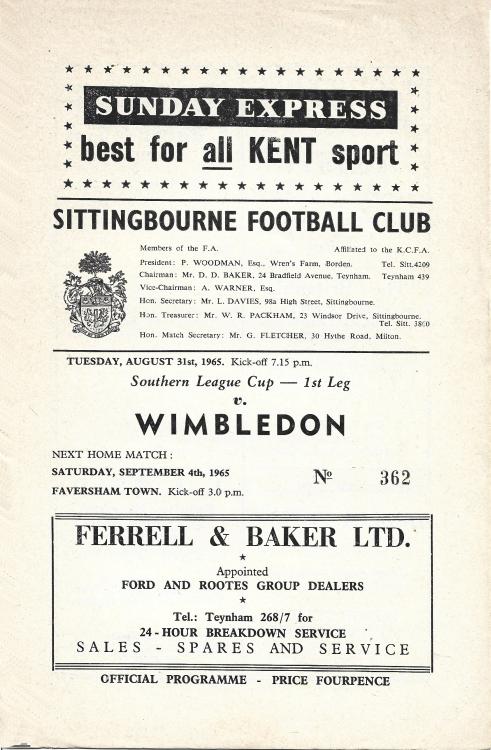 SUNDAY EXPRESS
best for all KENT sport
SITTINGBOURNE FOOTBALL CLUB
Members of the F.A. Affiliated to the K.C.F.A.
President: P. WOODMAN, Esq., Wren's Farm, Borden. Tel. Sitt.4209
Chairman: Mr. D. D. BAKER, 24 Bradfield Avenue, Teynham. Teynham 439
Vice-Chairman: A. WARNER, Esq.
Hon. Secretary: Mr. L. DAVIES, 98a High Street, Sittingbourne.
Hon. Treasurer: Mr. W. R. PACKHAM, 23 Windsor Drive, Sittingbourne.
Tel. Sitt. 3860
Hon. Match Secretary: Mr. G. FLETCHER, 30 Hythe Road, Milton.
TUESDAY, AUGUST 31st, 1965. Kick-off 7.15 p.m.
Southern League Cup — 1st Leg
v.
WIMBLEDON
NEXT HOME MATCH :
SATURDAY, SEPTEMBER 4th, 1965
FAVERSHAM TOWN. Kick-off 3.0 p.m.
No 362
FERRELL & BAKER LTD.
Appointed
FORD AND ROOTES GROUP DEALERS
Tel.: Teynham 268/7 for
24-HOUR BREAKDOWN SERVICE
SALES - SPARES AND SERVICE
OFFICIAL PROGRAMME - PRICE FOURPENCE